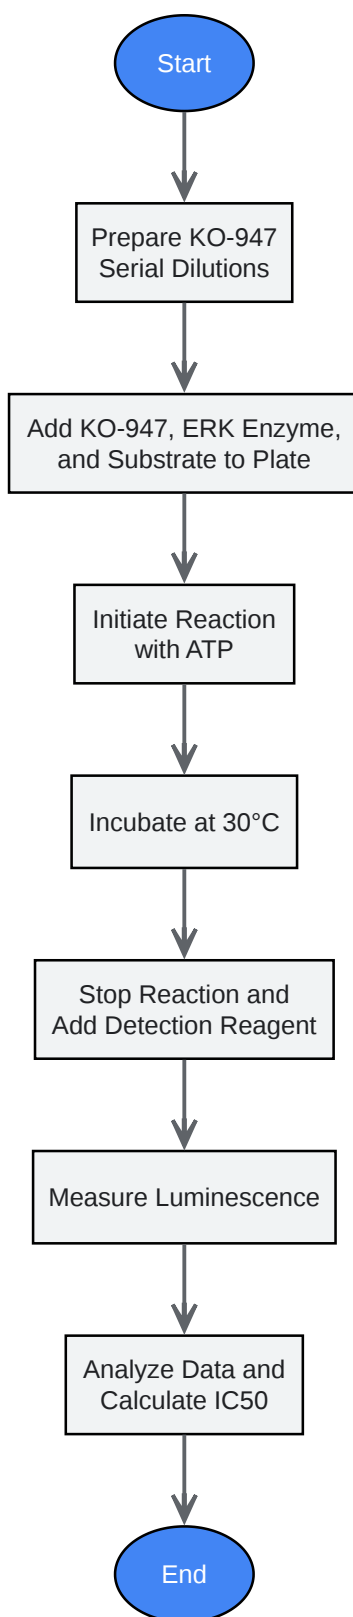 Start
Prepare KO-947
Serial Dilutions
Add KO-947, ERK Enzyme,
and Substrate to Plate
Initiate Reaction
with ATP
Incubate at 30°C
Stop Reaction and
Add Detection Reagent
Measure Luminescence
Analyze Data and
Calculate IC50
End